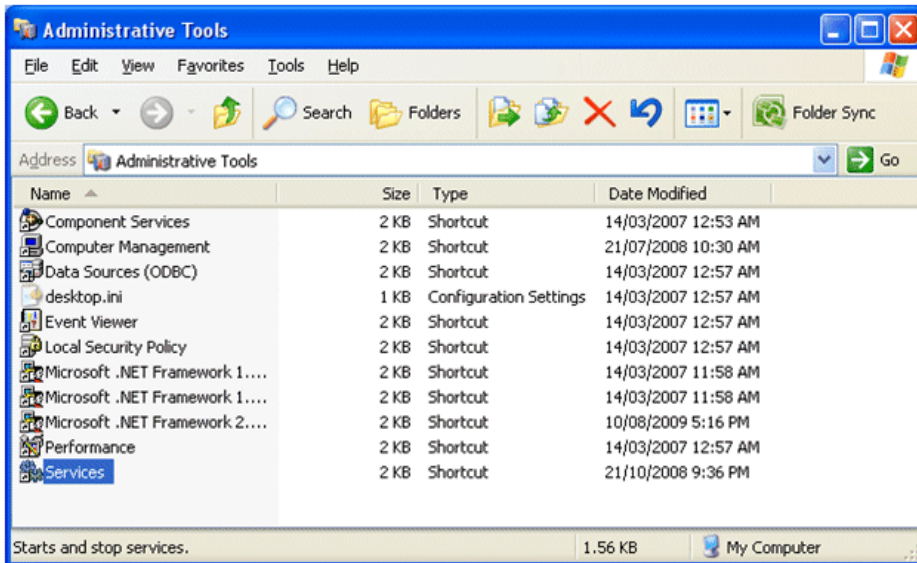 Administrative Tools
File Edit View Favorites Tools Help
Back Search Folders Folder Sync
Address Administrative Tools Go
Name Size Type Date Modified
Component Services 2 KB Shortcut 14/03/2007 12:53 AM
Computer Management 2 KB Shortcut 21/07/2008 10:30 AM
Data Sources (ODBC) 2 KB Shortcut 14/03/2007 12:57 AM
desktop.ini 1 KB Configuration Settings 14/03/2007 12:57 AM
Event Viewer 2 KB Shortcut 14/03/2007 12:57 AM
Local Security Policy 2 KB Shortcut 14/03/2007 12:57 AM
Microsoft .NET Framework 1.... 2 KB Shortcut 14/03/2007 11:58 AM
Microsoft .NET Framework 1.... 2 KB Shortcut 14/03/2007 11:58 AM
Microsoft .NET Framework 2.... 2 KB Shortcut 10/08/2009 5:16 PM
Performance 2 KB Shortcut 14/03/2007 12:57 AM
Services 2 KB Shortcut 21/10/2008 9:36 PM
Starts and stop services. 1.56 KB My Computer